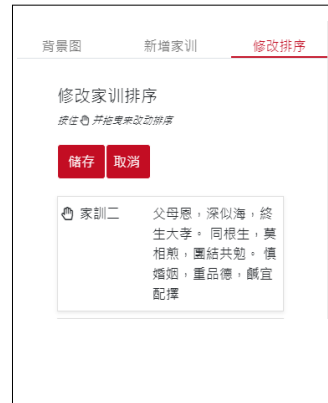 背景图 新增家训 修改排序
修改家训排序
按住 并拖曳来改动排序
储存 取消
家訓二 父母恩，深似海，終
生大孝。 同根生，莫
相煎，團結共勉。 慎
婚姻，重品德，鹹宜
配擇